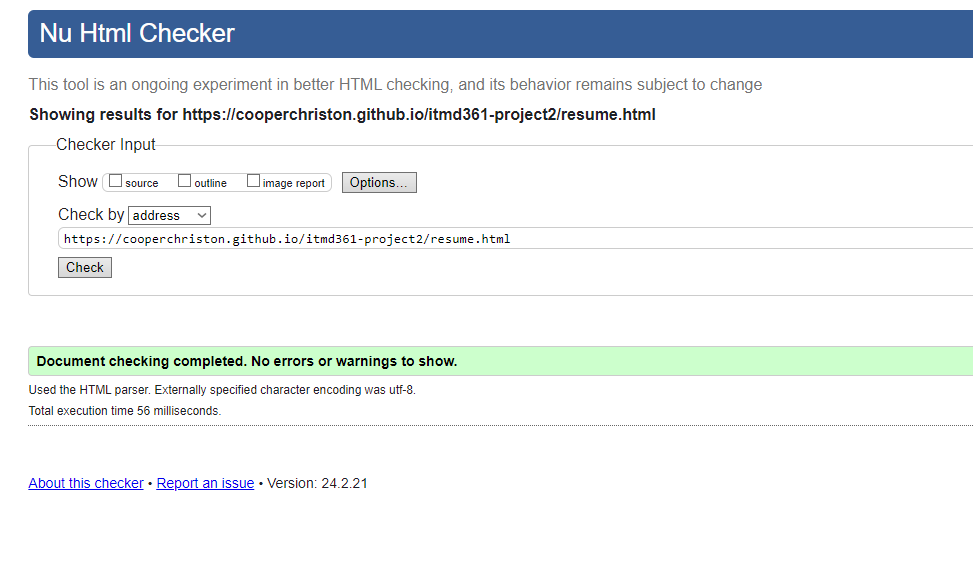 Nu Html Checker
This tool is an ongoing experiment in better HTML checking, and its behavior remains subject to change
Showing results for https://cooperchriston.github.io/itmd361-project2/resume.html
Checker Input
Show source outline image report Options...
Check by address
https://cooperchriston.github.io/itmd361-project2/resume.html
Check
Document checking completed. No errors or warnings to show.
Used the HTML parser. Externally specified character encoding was utf-8.
Total execution time 56 milliseconds.
About this checker • Report an issue • Version: 24.2.21